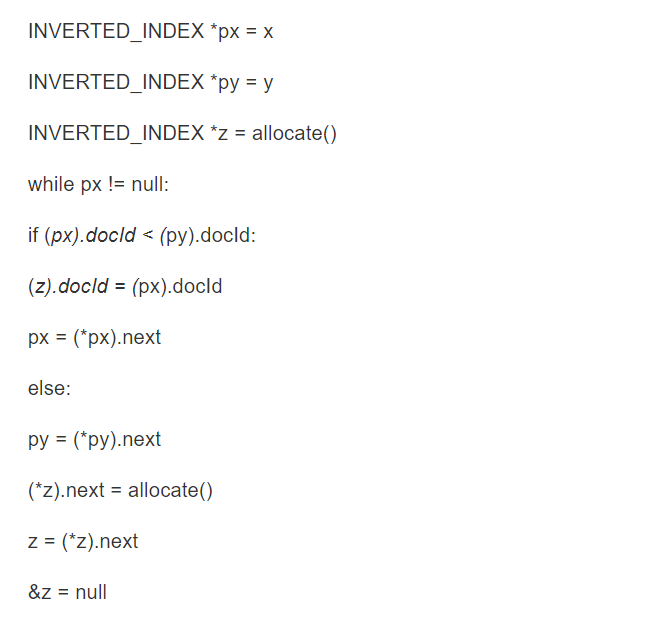 INVERTED_INDEX *px = x
INVERTED_INDEX *py = y
INVERTED_INDEX *z = allocate()
while px != null:
if (px).docId < (py).docId:
(z).docId = (px).docId
px = (*px).next
else:
py = (*py).next
(*z).next = allocate()
z = (*z).next
&z = null